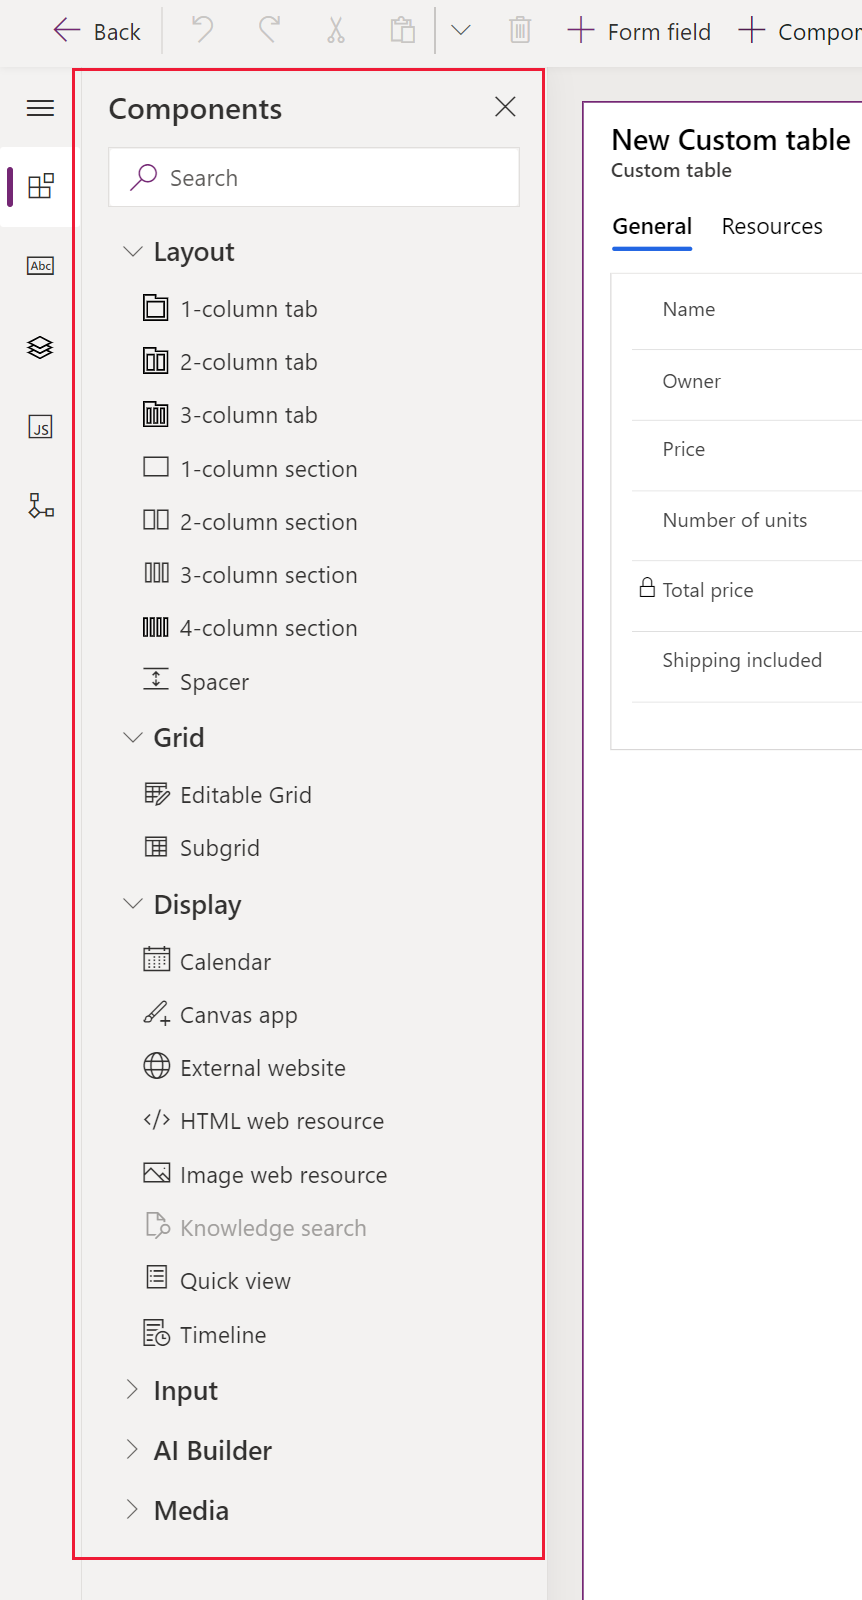 Back
Form field
Compon
Components
Search
Layout
1-column tab
2-column tab
3-column tab
1-column section
2-column section
3-column section
4-column section
Spacer
Grid
Editable Grid
Subgrid
Display
Calendar
Canvas app
External website
HTML web resource
Image web resource
Knowledge search
Quick view
Timeline
Input
AI Builder
Media
Abc
JS
New Custom table
Custom table
General
Resources
Name
Owner
Price
Number of units
Total price
Shipping included